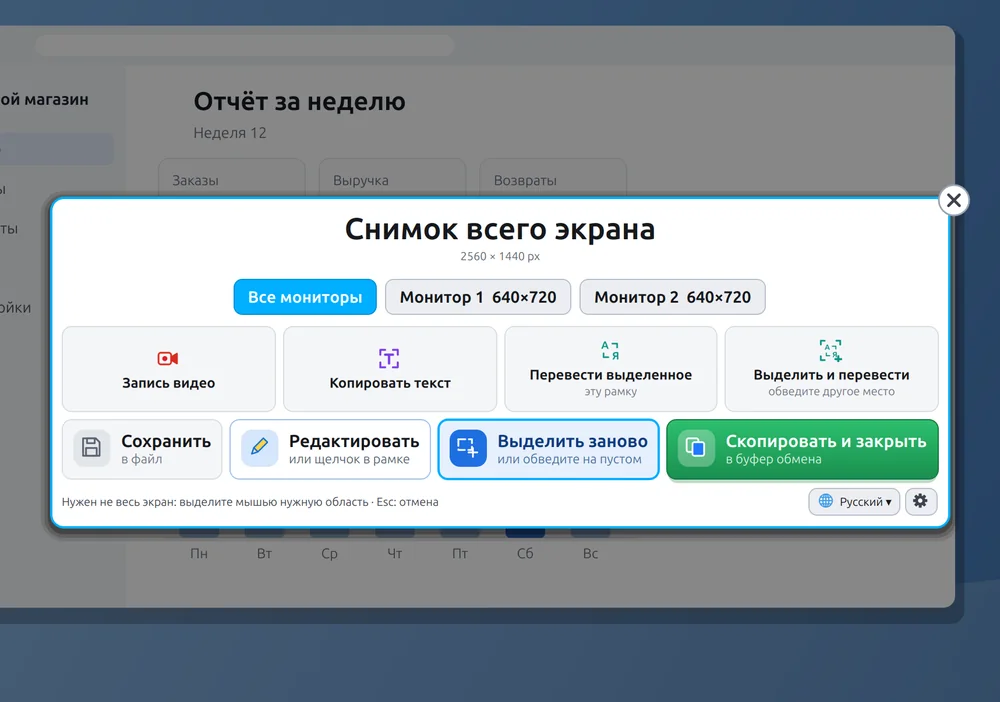 ой магазин
Отчёт за неделю
Неделя 12
ы
Заказы
Выручка
Возвраты
ты
ойки
Снимок всего экрана
2560 × 1440 px
Все мониторы
Монитор 1 640×720
Монитор 2 640×720
Запись видео
Копировать текст
Перевести выделенное
эту рамку
Выделить и перевести
обведите другое место
Сохранить
в файл
Редактировать
или щелчок в рамке
Выделить заново
или обведите на пустом
Скопировать и закрыть
в буфер обмена
Нужен не весь экран: выделите мышью нужную область · Esc: отмена
Русский ▾
Пн Вт Ср Чт Пт Сб Вс